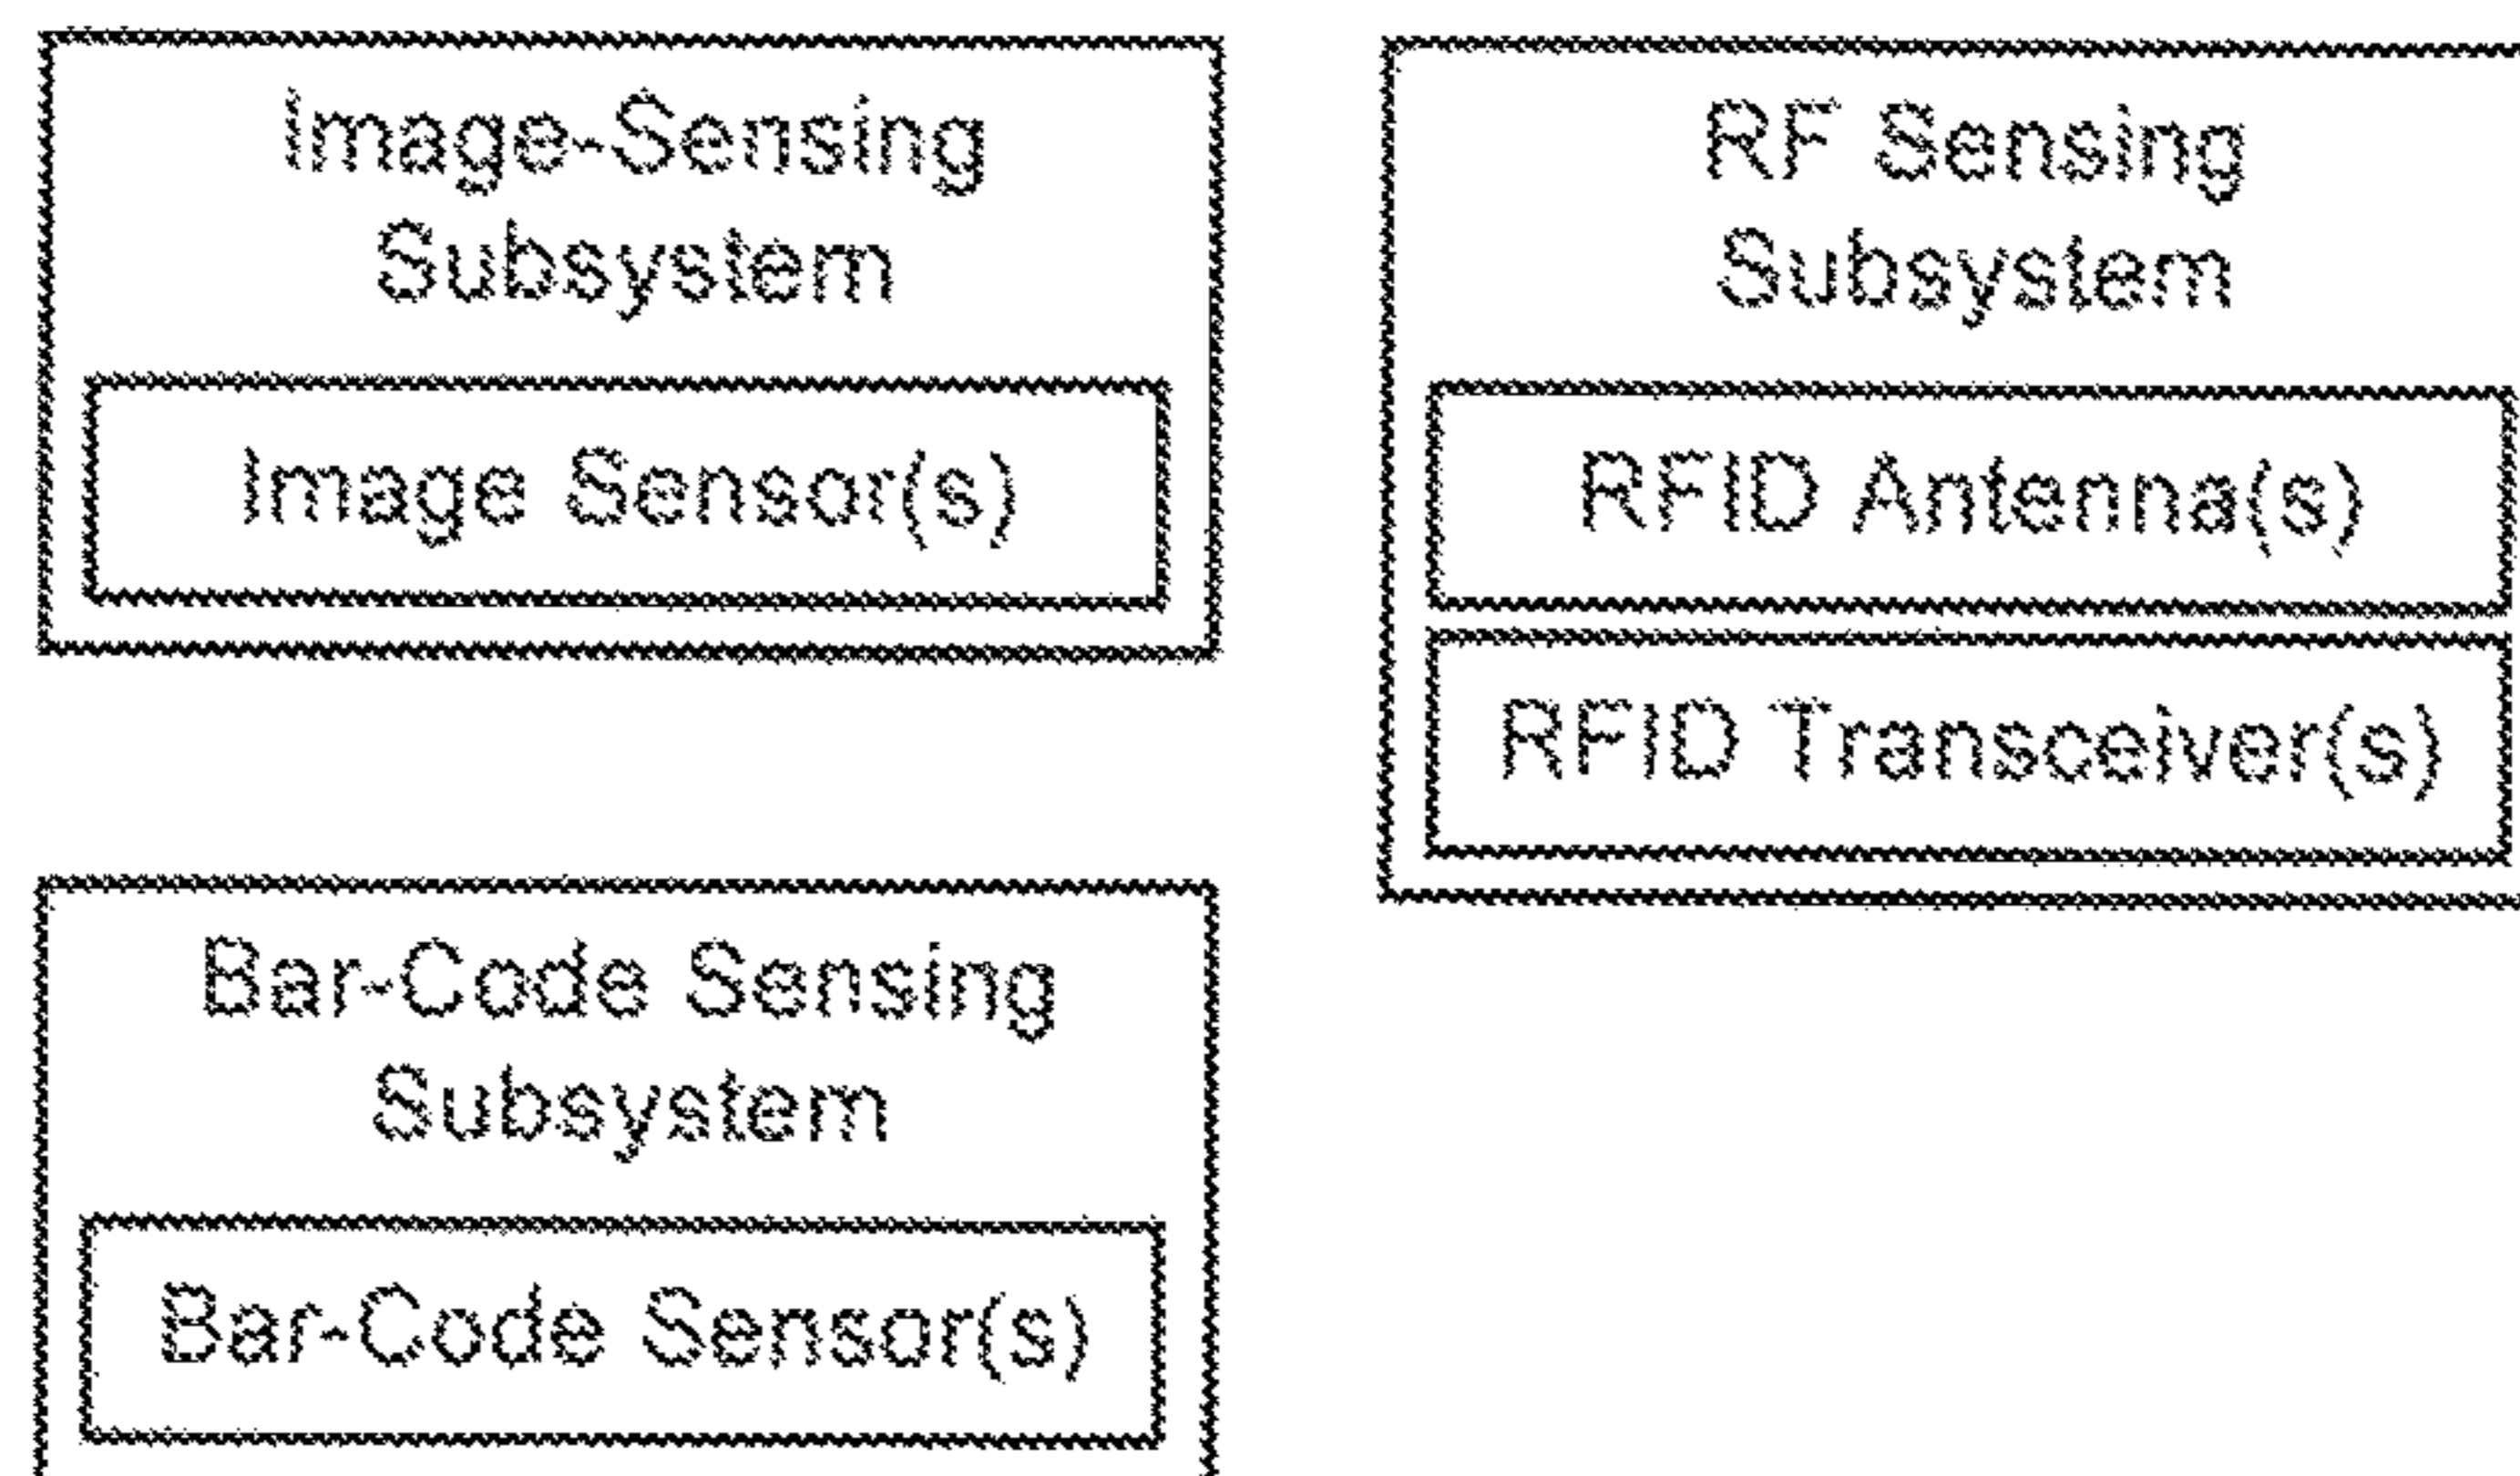 Image-Sensing
Subsystem
Image Sensor(s)
RF Sensing
Subsystem
RFID Antenna(s)
RFID Transceiver(s)
Bar-Code Sensing
Subsystem
Bar-Code Sensor(s)